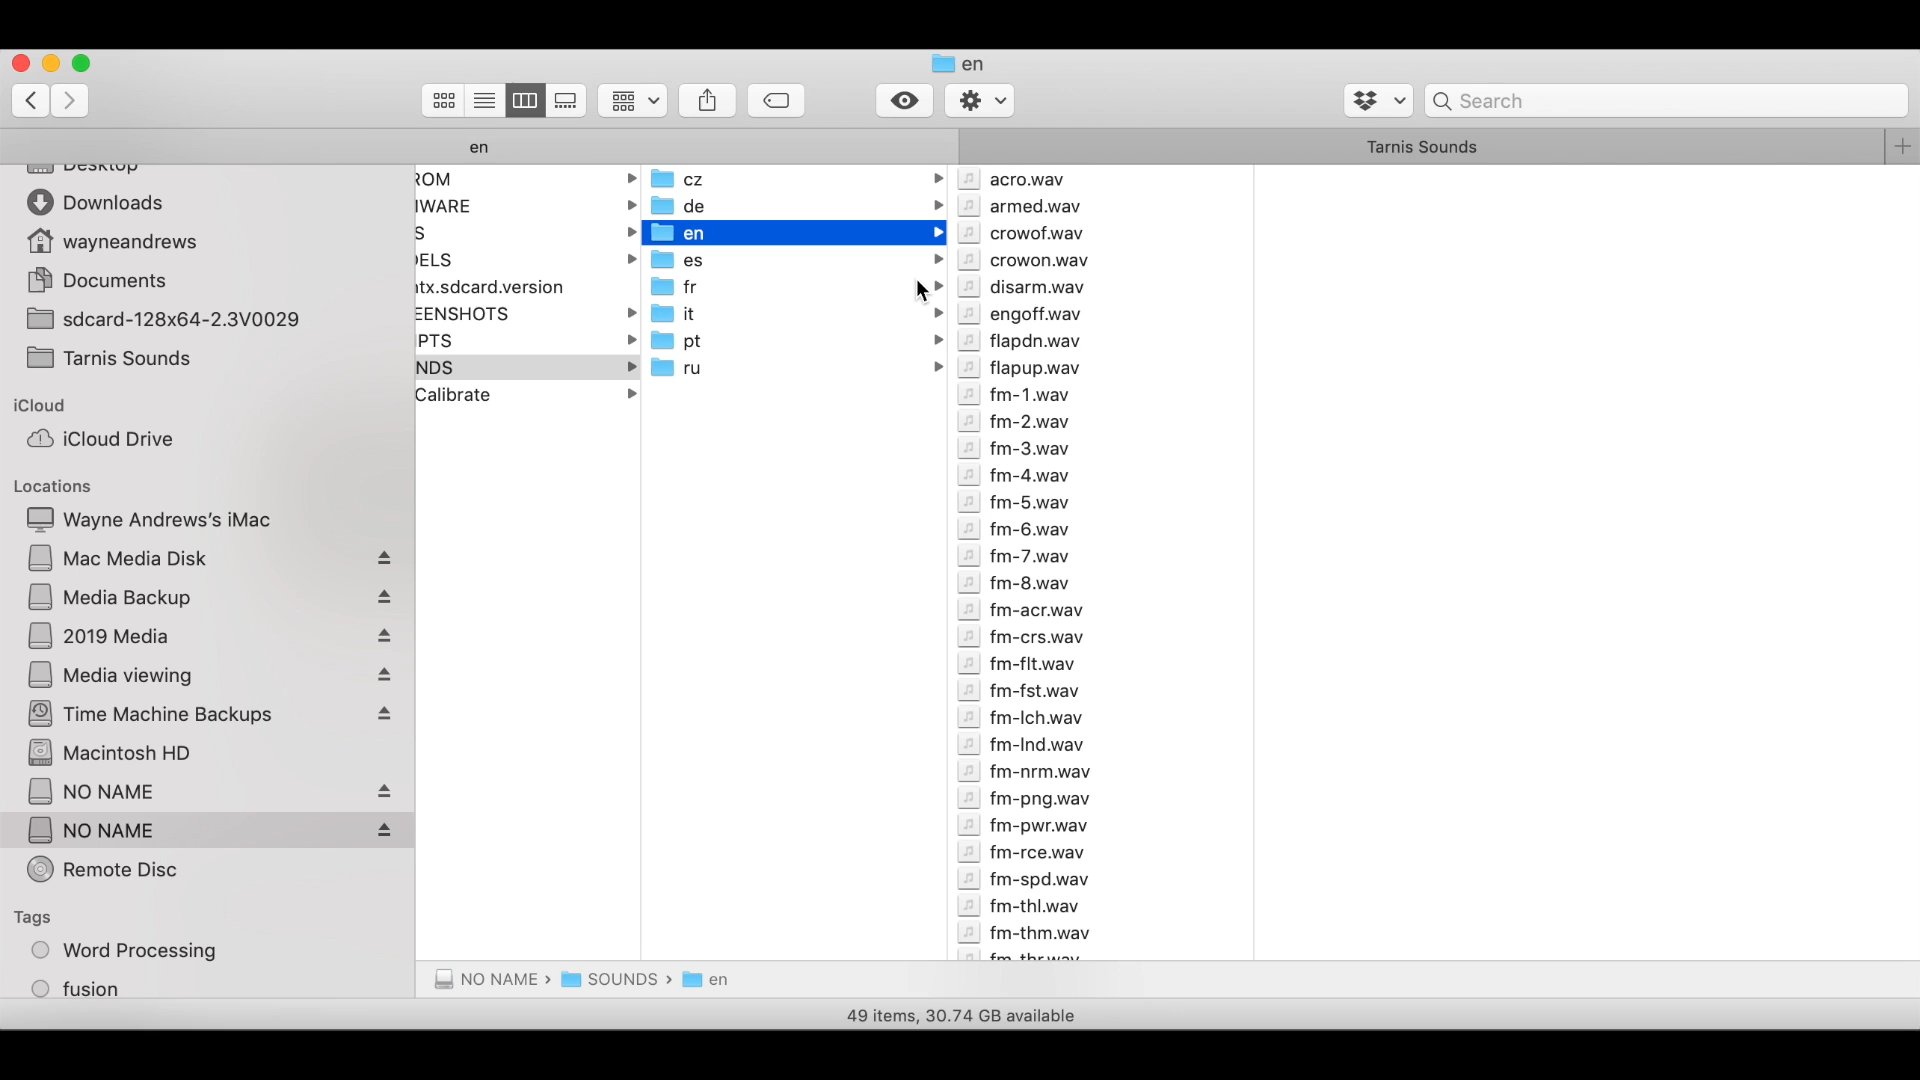 en
Search
en
Tarnis Sounds
Desktop
Downloads
wayneandrews
Documents
sdcard-128x64-2.3V0029
Tarnis Sounds
iCloud
iCloud Drive
Locations
Wayne Andrews's iMac
Mac Media Disk
Media Backup
2019 Media
Media viewing
Time Machine Backups
Macintosh HD
NO NAME
NO NAME
Remote Disc
Tags
Word Processing
fusion
ROM
IWARE
S
DELS
ntx.sdcard.version
EENSHOTS
IPTS
NDS
Calibrate
cz
de
en
es
fr
it
pt
ru
acro.wav
armed.wav
crowof.wav
crowon.wav
disarm.wav
engoff.wav
flapdn.wav
flapup.wav
fm-1.wav
fm-2.wav
fm-3.wav
fm-4.wav
fm-5.wav
fm-6.wav
fm-7.wav
fm-8.wav
fm-acr.wav
fm-crs.wav
fm-flt.wav
fm-fst.wav
fm-lch.wav
fm-lnd.wav
fm-nrm.wav
fm-png.wav
fm-pwr.wav
fm-rce.wav
fm-spd.wav
fm-thl.wav
fm-thm.wav
fm-thr.wav
NO NAME › SOUNDS › en
49 items, 30.74 GB available